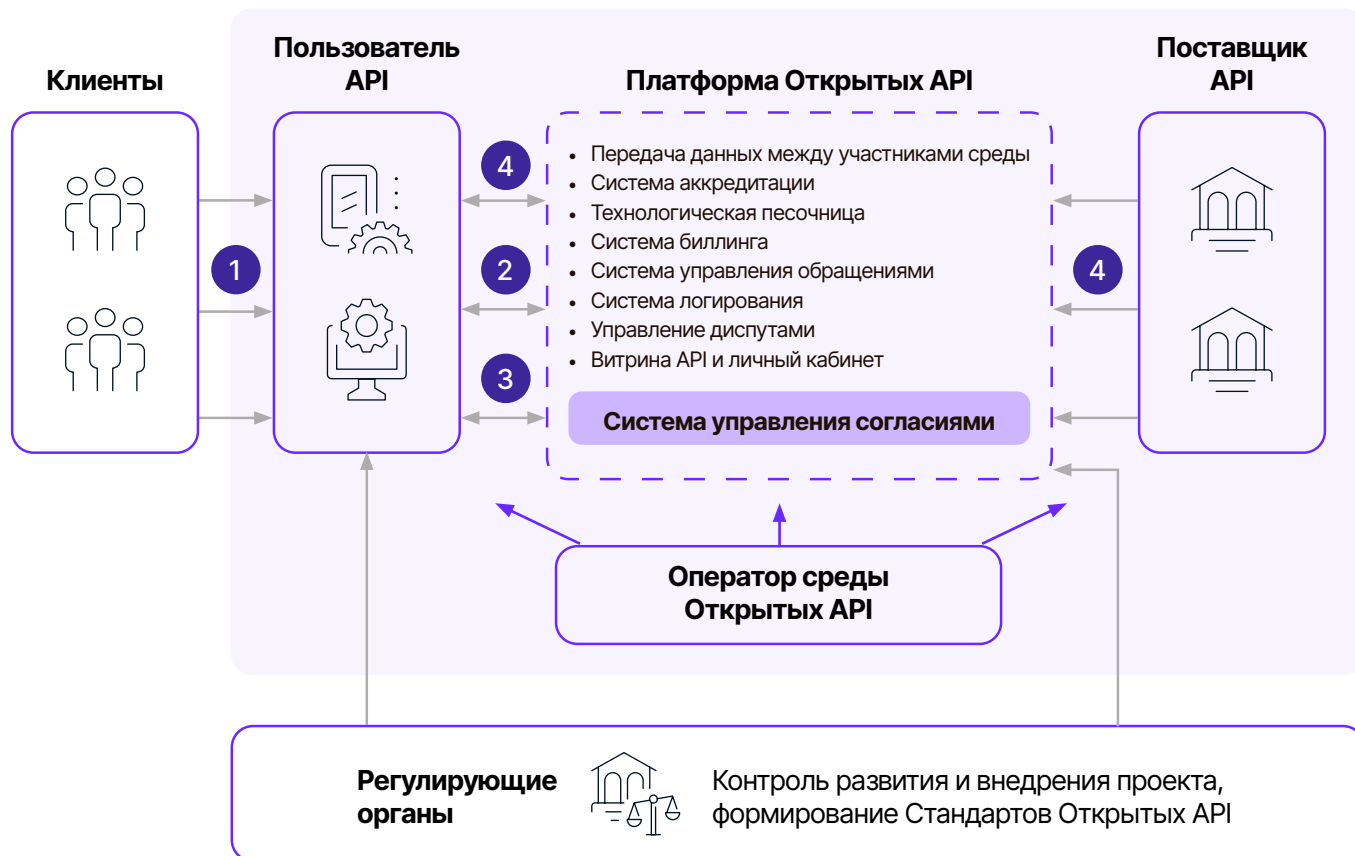 Клиенты
Пользователь
API
Платформа Открытых API
Поставщик
API
1
4
2
3
• Передача данных между участниками среды
• Система аккредитации
• Технологическая песочница
• Система биллинга
• Система управления обращениями
• Система логирования
• Управление диспутами
• Витрина API и личный кабинет
Система управления согласиями
4
Оператор среды
Открытых API
Регулирующие
органы
Контроль развития и внедрения проекта,
формирование Стандартов Открытых API